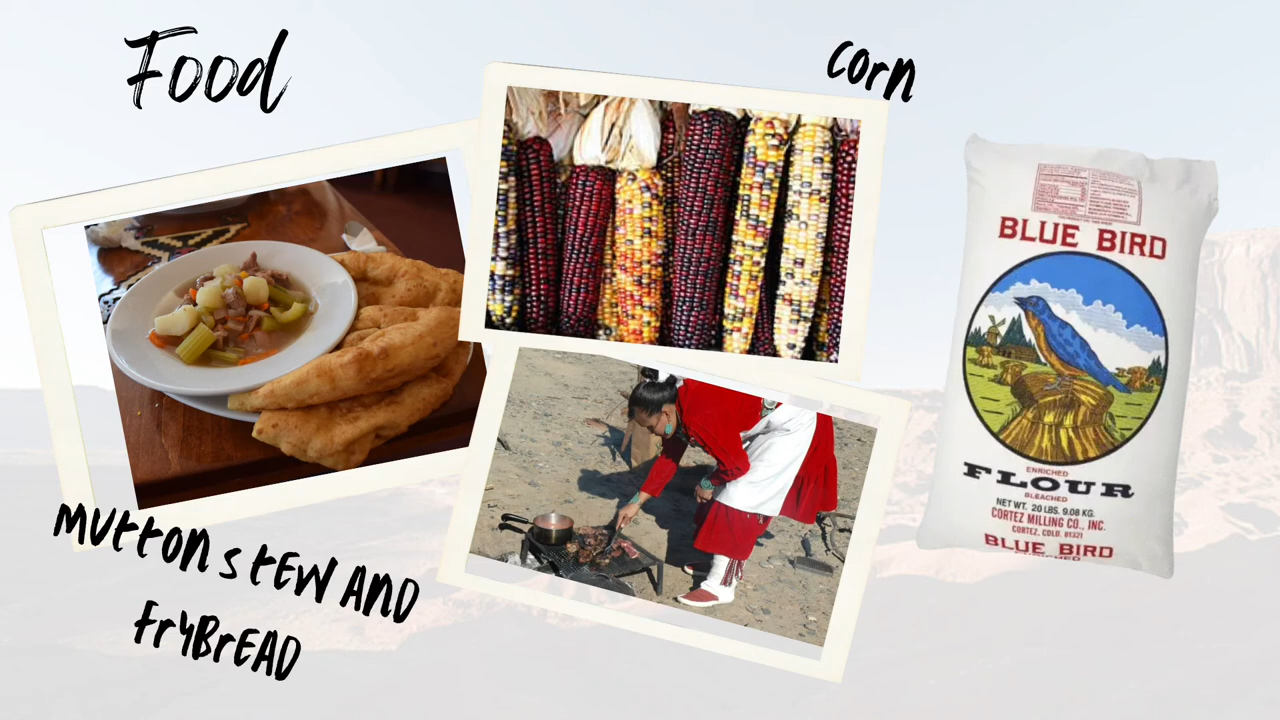 Food
corn
mutton stew and
fryBread
BLUE BIRD
ENRICHED
FLOUR
BLEACHED
NET WT. 20 LBS. 9.08 KG.
CORTEZ MILLING CO., INC.
CORTEZ, COLO. 81321
BLUE BIRD